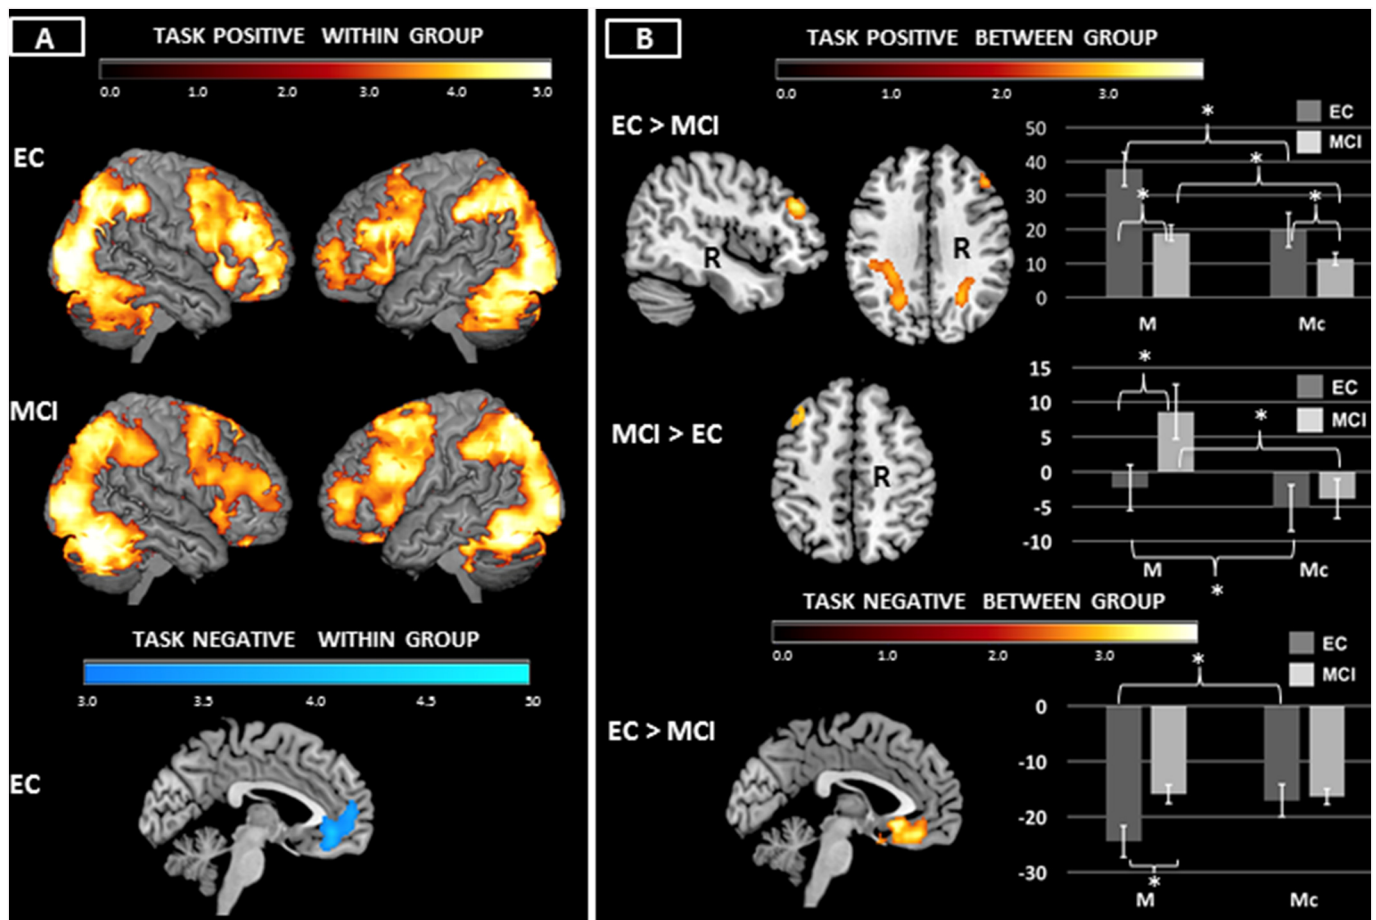 A
TASK POSITIVE WITHIN GROUP
0.0 1.0 2.0 3.0 4.0 5.0
EC
MCI
TASK NEGATIVE WITHIN GROUP
3.0 3.5 4.0 4.5 50
EC
B
TASK POSITIVE BETWEEN GROUP
0.0 1.0 2.0 3.0
EC > MCI
R
R
EC
MCI
50
40
30
20
10
0
*
*
*
*
M Mc
MCI > EC
R
EC
MCI
15
10
5
0
-5
-10
*
*
M Mc
*
TASK NEGATIVE BETWEEN GROUP
0.0 1.0 2.0 3.0
EC > MCI
EC
MCI
*
0
-10
-20
-30
*
M Mc